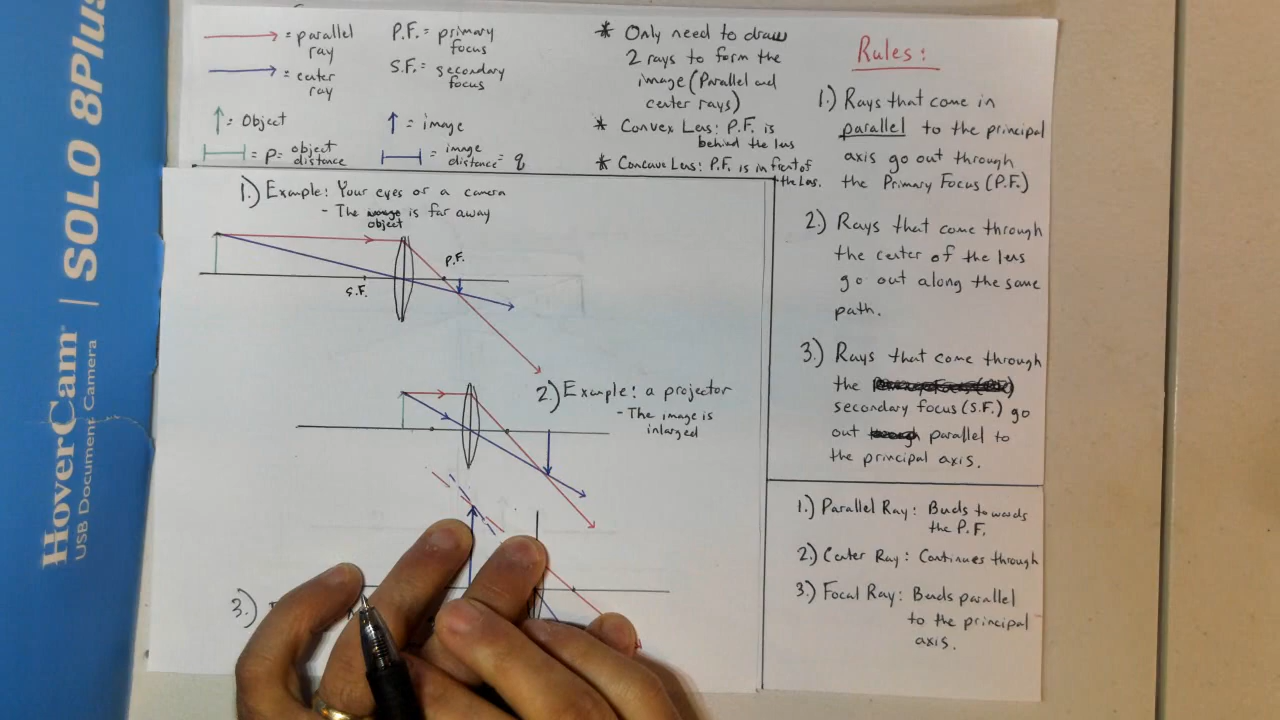 HoverCam® | SOLO 8Plus
USB Document Camera
= parallel
ray
= center
ray
P.F. = primary
focus
S.F. = secondary
focus
= Object
= image
= p = object
distance
= image
distance = q
* Only need to draw
2 rays to form the
image (Parallel and
center rays)
* Convex Lens: P.F. is
behind the lens
* Concave Lens: P.F. is in front of
the Lens.
Rules:
1.) Rays that come in
parallel to the principal
axis go out through
the Primary Focus (P.F.)
2.) Rays that come through
the center of the lens
go out along the same
path.
3.) Rays that come through
the
secondary focus (S.F.) go
out parallel to
the principal axis.
1.) Parallel Ray: Bends towards
the P.F.
2.) Center Ray: Continues through
3.) Focal Ray: Bends parallel
to the principal
axis.
1.) Example: Your eyes or a camera
- The is far away
object
P.F.
S.F.
2.) Example: a projector
- The image is
inlarged
3.)